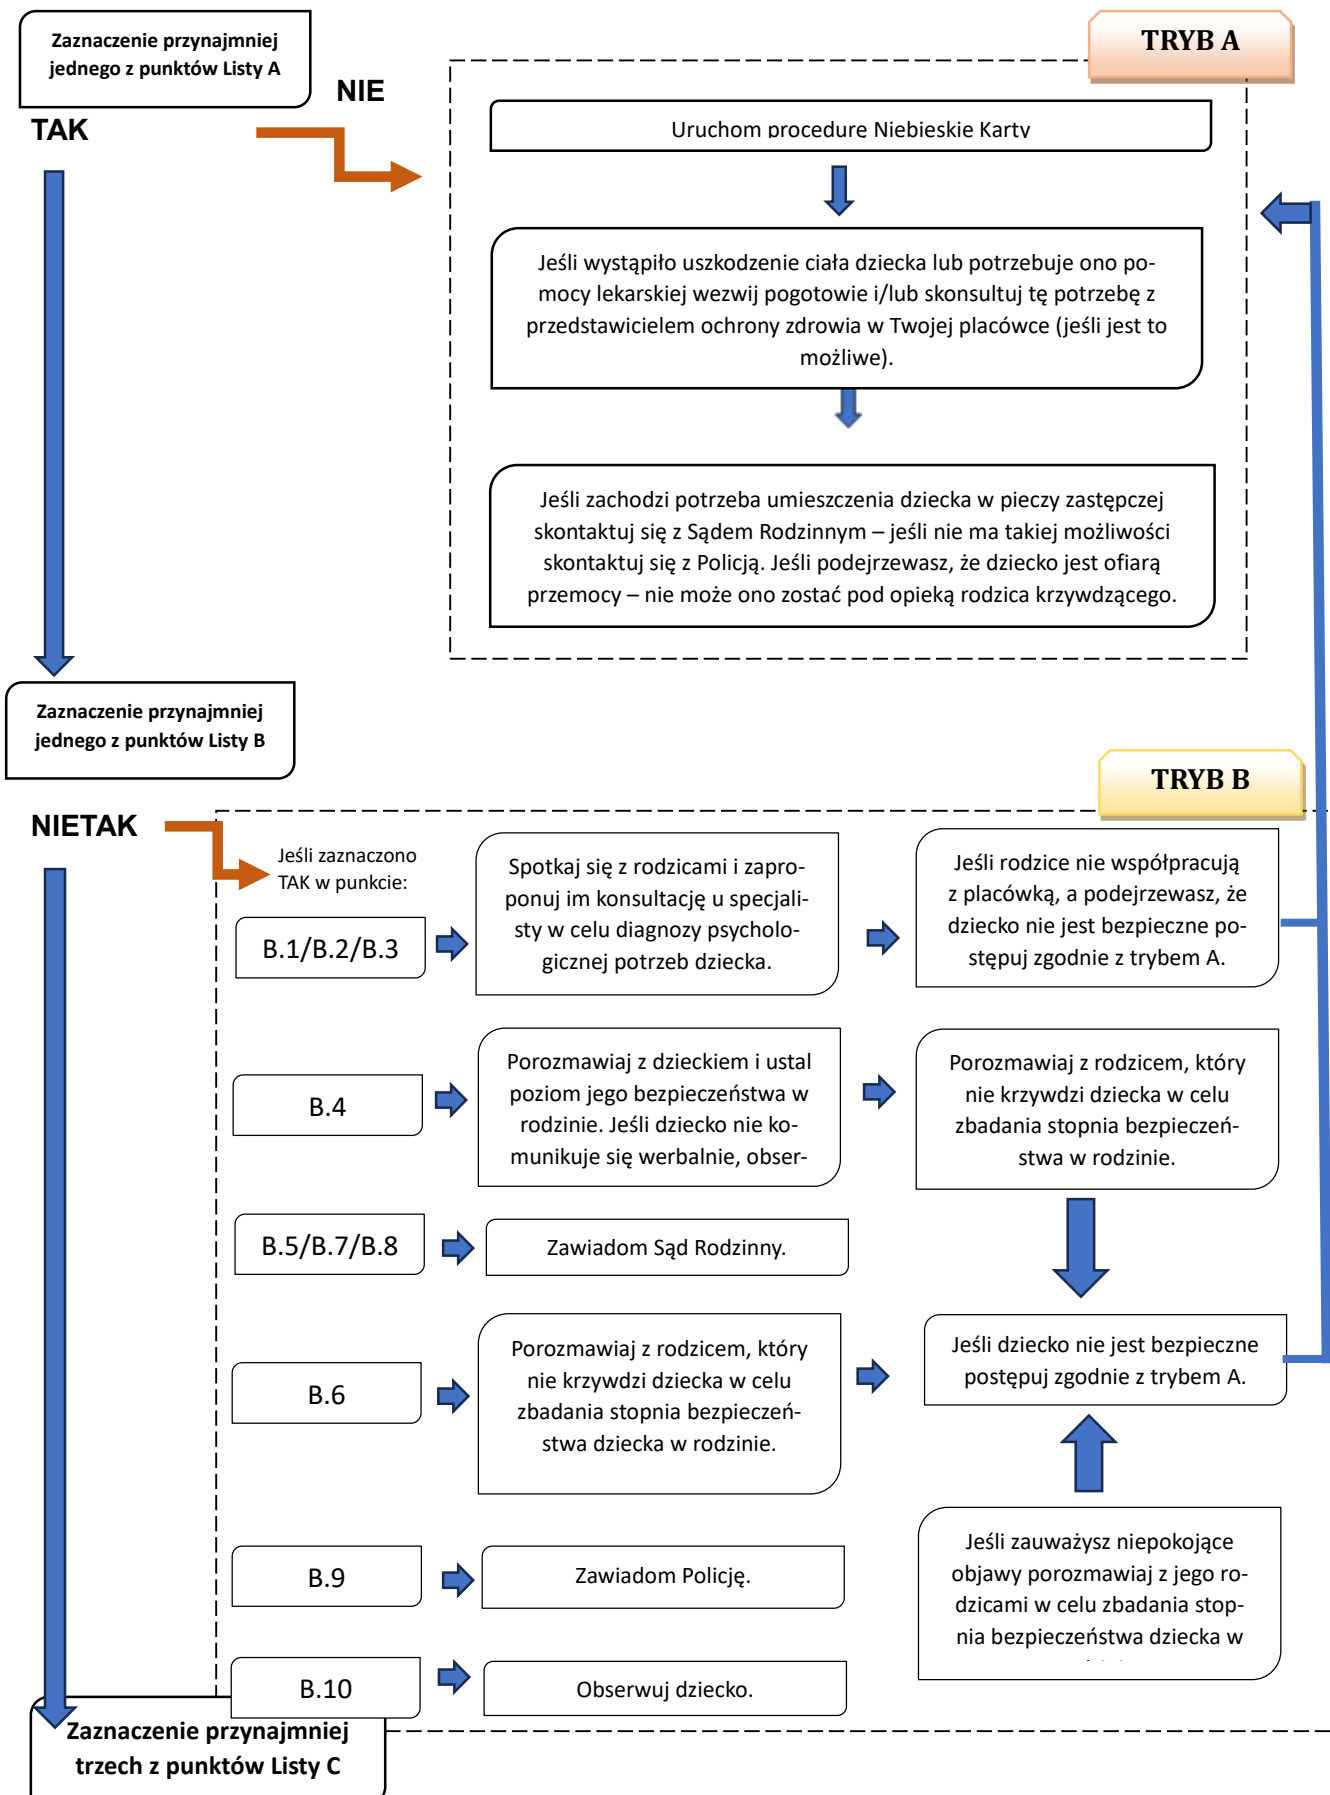 Zaznaczenie przynajmniej
jednego z punktów Listy A
NIE
TAK
TRYB A
Uruchom procedurę Niebieskie Karty
Jeśli wystąpiło uszkodzenie ciała dziecka lub potrzebuje ono po-
mocy lekarskiej wezwij pogotowie i/lub skonsultuj tę potrzebę z
przedstawicielem ochrony zdrowia w Twojej placówce (jeśli jest to
możliwe).
Jeśli zachodzi potrzeba umieszczenia dziecka w pieczy zastępczej
skontaktuj się z Sądem Rodzinnym – jeśli nie ma takiej możliwości
skontaktuj się z Policją. Jeśli podejrzewasz, że dziecko jest ofiarą
przemocy – nie może ono zostać pod opieką rodzica krzywdzącego.
Zaznaczenie przynajmniej
jednego z punktów Listy B
TRYB B
NIETAK
Jeśli zaznaczono
TAK w punkcie:
B.1/B.2/B.3
Spotkaj się z rodzicami i zapro-
ponuj im konsultację u specjali-
sty w celu diagnozy psycholo-
gicznej potrzeb dziecka.
Jeśli rodzice nie współpracują
z placówką, a podejrzewasz, że
dziecko nie jest bezpieczne po-
stępuj zgodnie z trybem A.
B.4
Porozmawiaj z dzieckiem i ustal
poziom jego bezpieczeństwa w
rodzinie. Jeśli dziecko nie ko-
munikuje się werbalnie, obser-
Porozmawiaj z rodzicem, który
nie krzywdzi dziecka w celu
zbadania stopnia bezpieczeń-
stwa w rodzinie.
B.5/B.7/B.8
Zawiadom Sąd Rodzinny.
B.6
Porozmawiaj z rodzicem, który
nie krzywdzi dziecka w celu
zbadania stopnia bezpieczeń-
stwa dziecka w rodzinie.
Jeśli dziecko nie jest bezpieczne
postępuj zgodnie z trybem A.
B.9
Zawiadom Policję.
Jeśli zauważysz niepokojące
objawy porozmawiaj z jego ro-
dzicami w celu zbadania stop-
nia bezpieczeństwa dziecka w
B.10
Obserwuj dziecko.
Zaznaczenie przynajmniej
trzech z punktów Listy C